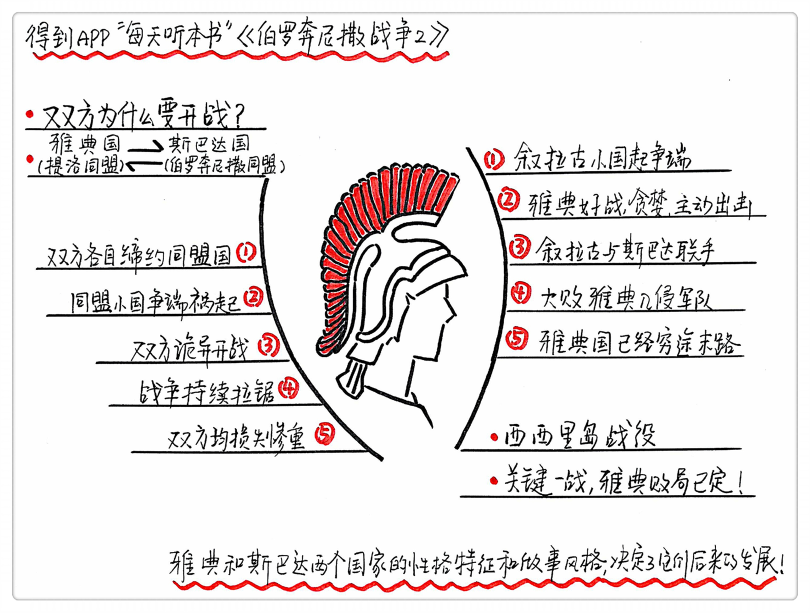 得到APP“每天听本书”《伯罗奔尼撒战争2》
• 双方为什么要开战?
雅典国 斯巴达国
• (提洛同盟) (伯罗奔尼撒同盟)
双方各自缔约同盟国 ①
同盟小国争端祸起 ②
双方诡异开战 ③
战争持续拉锯 ④
双方均损失惨重 ⑤
① 叙拉古小国起争端
② 雅典好战,贪婪,主动出击
③ 叙拉古与斯巴达联手
④ 大败雅典入侵军队
⑤ 雅典国已经穷途末路
• 西西里岛战役
• 关键一战,雅典败局已定!
雅典和斯巴达两个国家的性格特征和做事风格,决定了它们后来的发展!